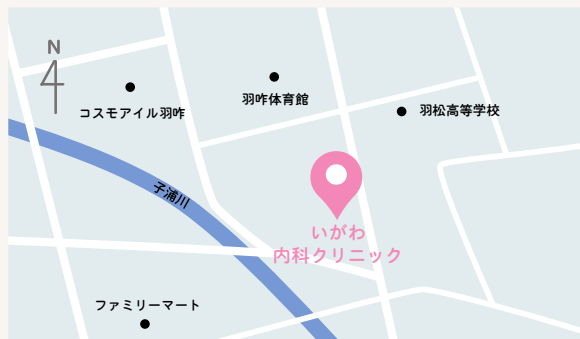 N
コスモアイル羽咋
羽咋体育館
羽松高等学校
子浦川
いがわ
内科クリニック
ファミリーマート